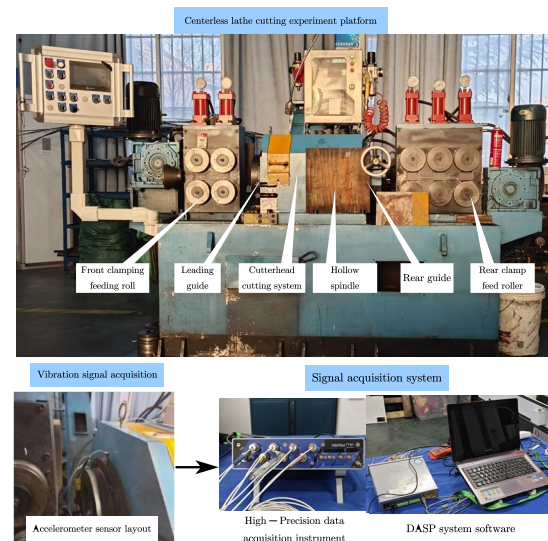 Centerless lathe cutting experiment platform
Front clamping
feeding roll
Leading
guide
Cutterhead
cutting system
Hollow
spindle
Rear guide
Rear clamp
feed roller
Vibration signal acquisition
Signal acquisition system
Accelerometer sensor layout
High－Precision data
acquisition instrument
DASP system software